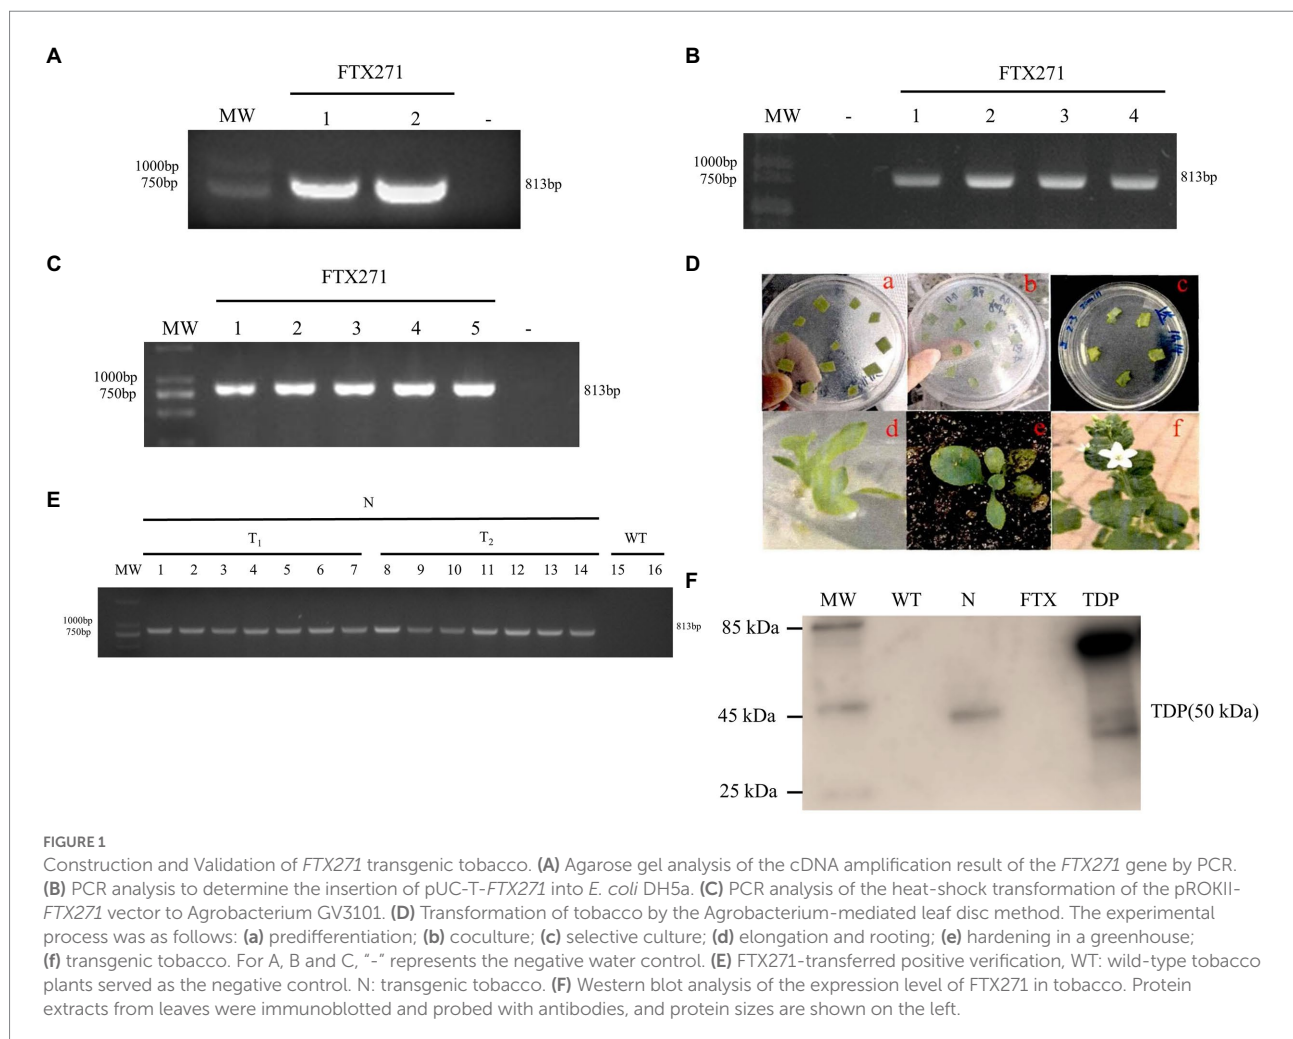 A
FTX271
MW 1 2 -
1000bp
750bp
813bp
B
FTX271
MW - 1 2 3 4
1000bp
750bp
813bp
C
FTX271
MW 1 2 3 4 5 -
1000bp
750bp
813bp
D
a b c
d e f
E
N
T1 T2 WT
MW 1 2 3 4 5 6 7 8 9 10 11 12 13 14 15 16
1000bp
750bp
813bp
F
MW WT N FTX TDP
85 kDa
45 kDa
TDP(50 kDa)
25 kDa
FIGURE 1
Construction and Validation of FTX271 transgenic tobacco. (A) Agarose gel analysis of the cDNA amplification result of the FTX271 gene by PCR.
(B) PCR analysis to determine the insertion of pUC-T-FTX271 into E. coli DH5a. (C) PCR analysis of the heat-shock transformation of the pROKII-
FTX271 vector to Agrobacterium GV3101. (D) Transformation of tobacco by the Agrobacterium-mediated leaf disc method. The experimental
process was as follows: (a) predifferentiation; (b) coculture; (c) selective culture; (d) elongation and rooting; (e) hardening in a greenhouse;
(f) transgenic tobacco. For A, B and C, “-” represents the negative water control. (E) FTX271-transferred positive verification, WT: wild-type tobacco
plants served as the negative control. N: transgenic tobacco. (F) Western blot analysis of the expression level of FTX271 in tobacco. Protein
extracts from leaves were immunoblotted and probed with antibodies, and protein sizes are shown on the left.